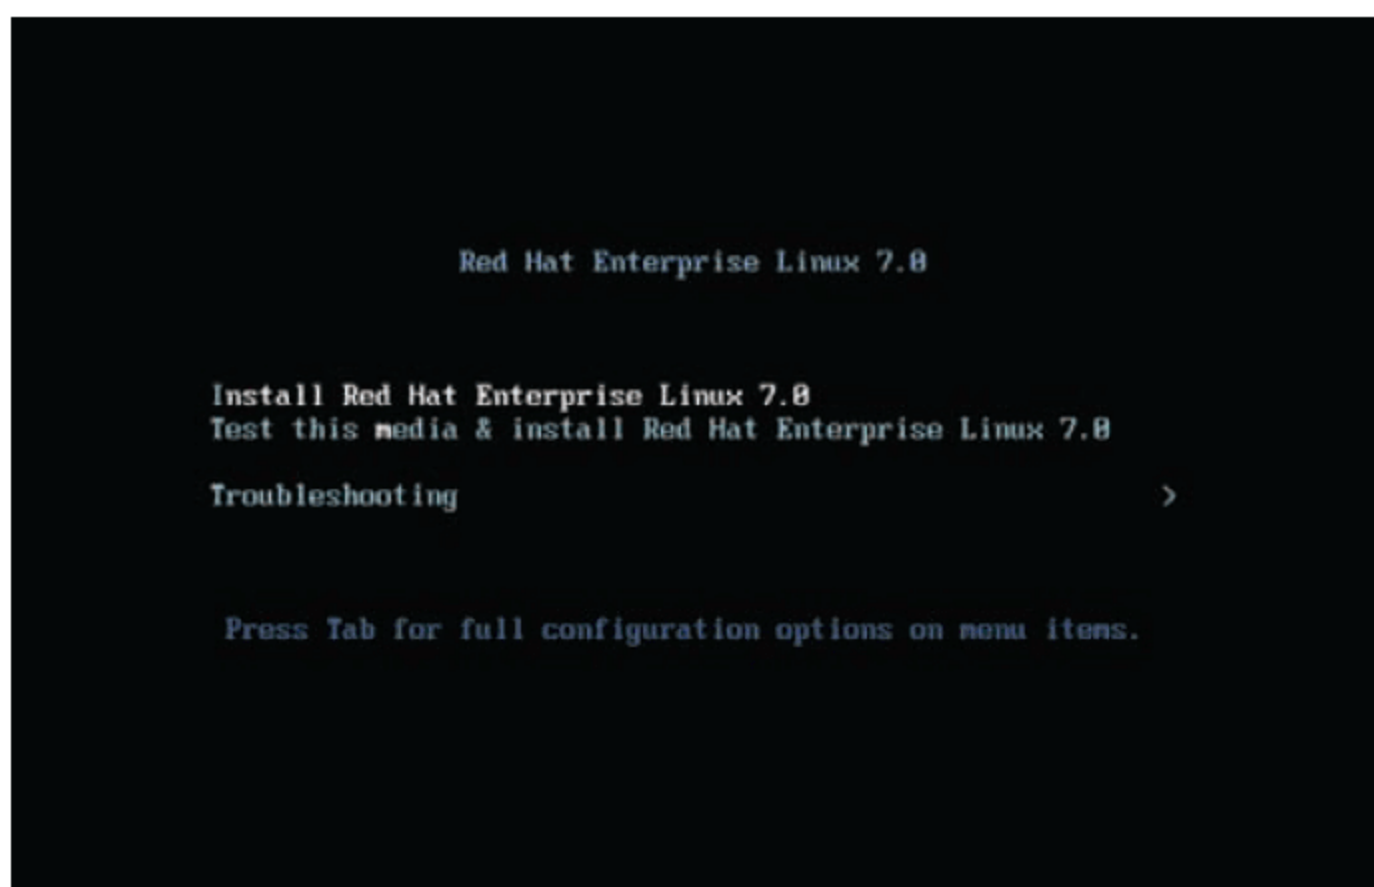 Red Hat Enterprise Linux 7.0
Install Red Hat Enterprise Linux 7.0
Test this media & install Red Hat Enterprise Linux 7.0
Troubleshooting >
Press Tab for full configuration options on menu items.